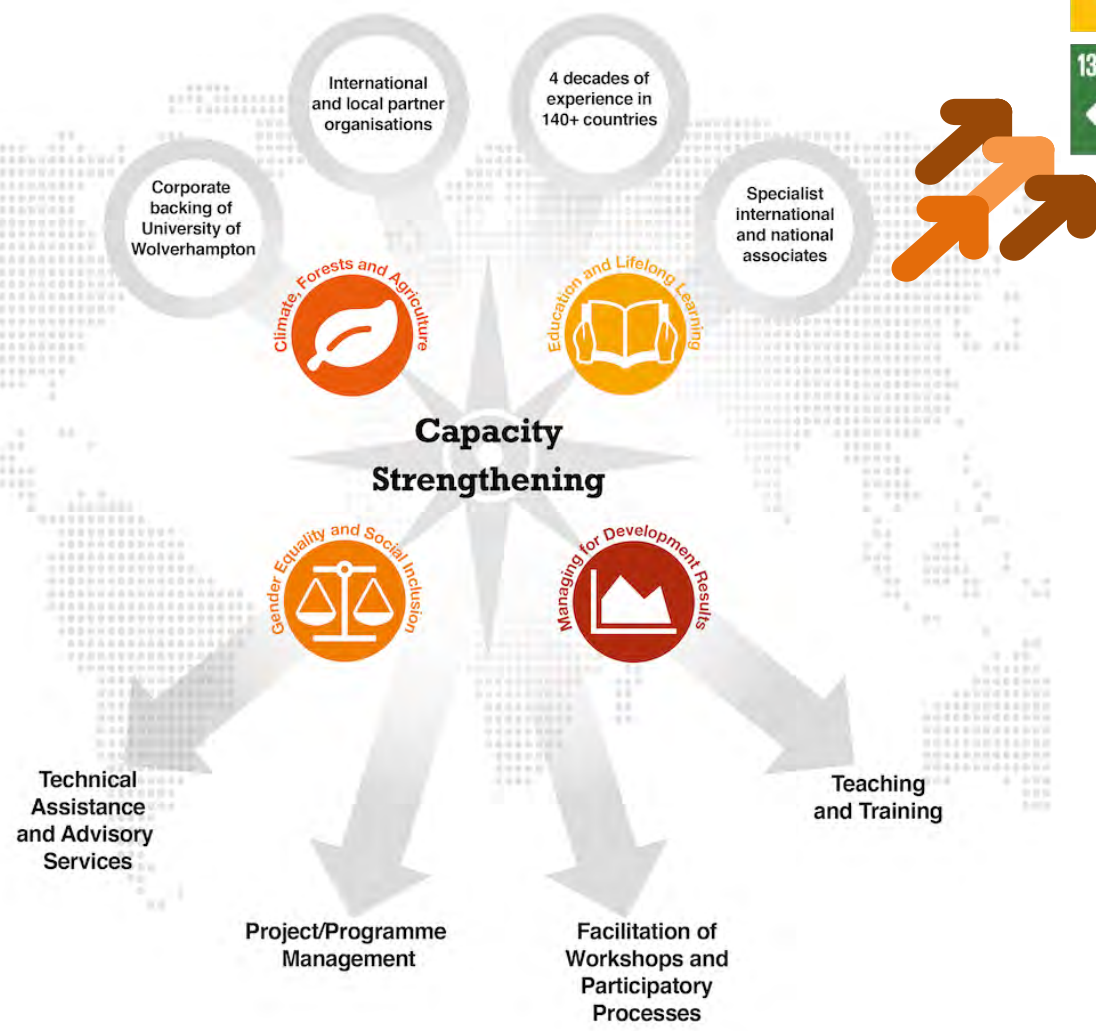 13
International
and local partner
organisations
4 decades of
experience in
140+ countries
Corporate
backing of
University of
Wolverhampton
Specialist
international
and national
associates
Climate, Forests and Agriculture
Education and Lifelong Learning
Capacity
Strengthening
Gender Equality and Social Inclusion
Managing for Development Results
Technical
Assistance
and Advisory
Services
Teaching
and Training
Project/Programme
Management
Facilitation of
Workshops and
Participatory
Processes